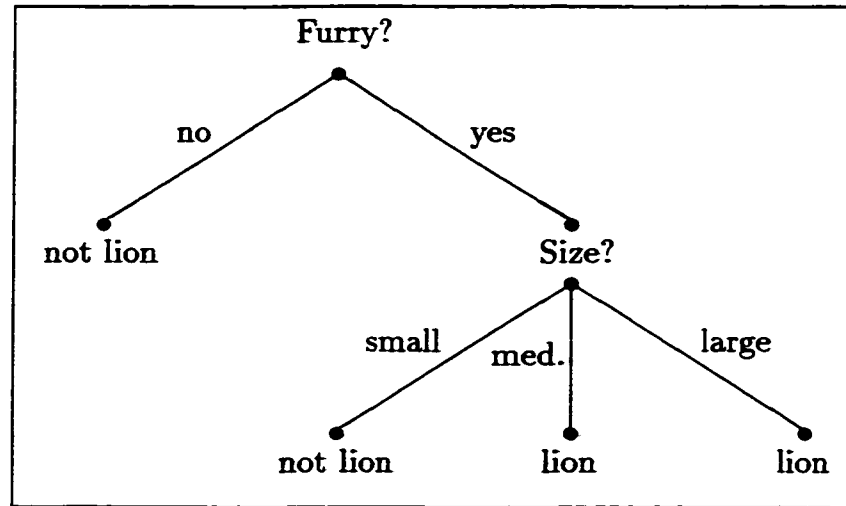 Furry?
no
yes
not lion
Size?
small
med.
large
not lion
lion
lion